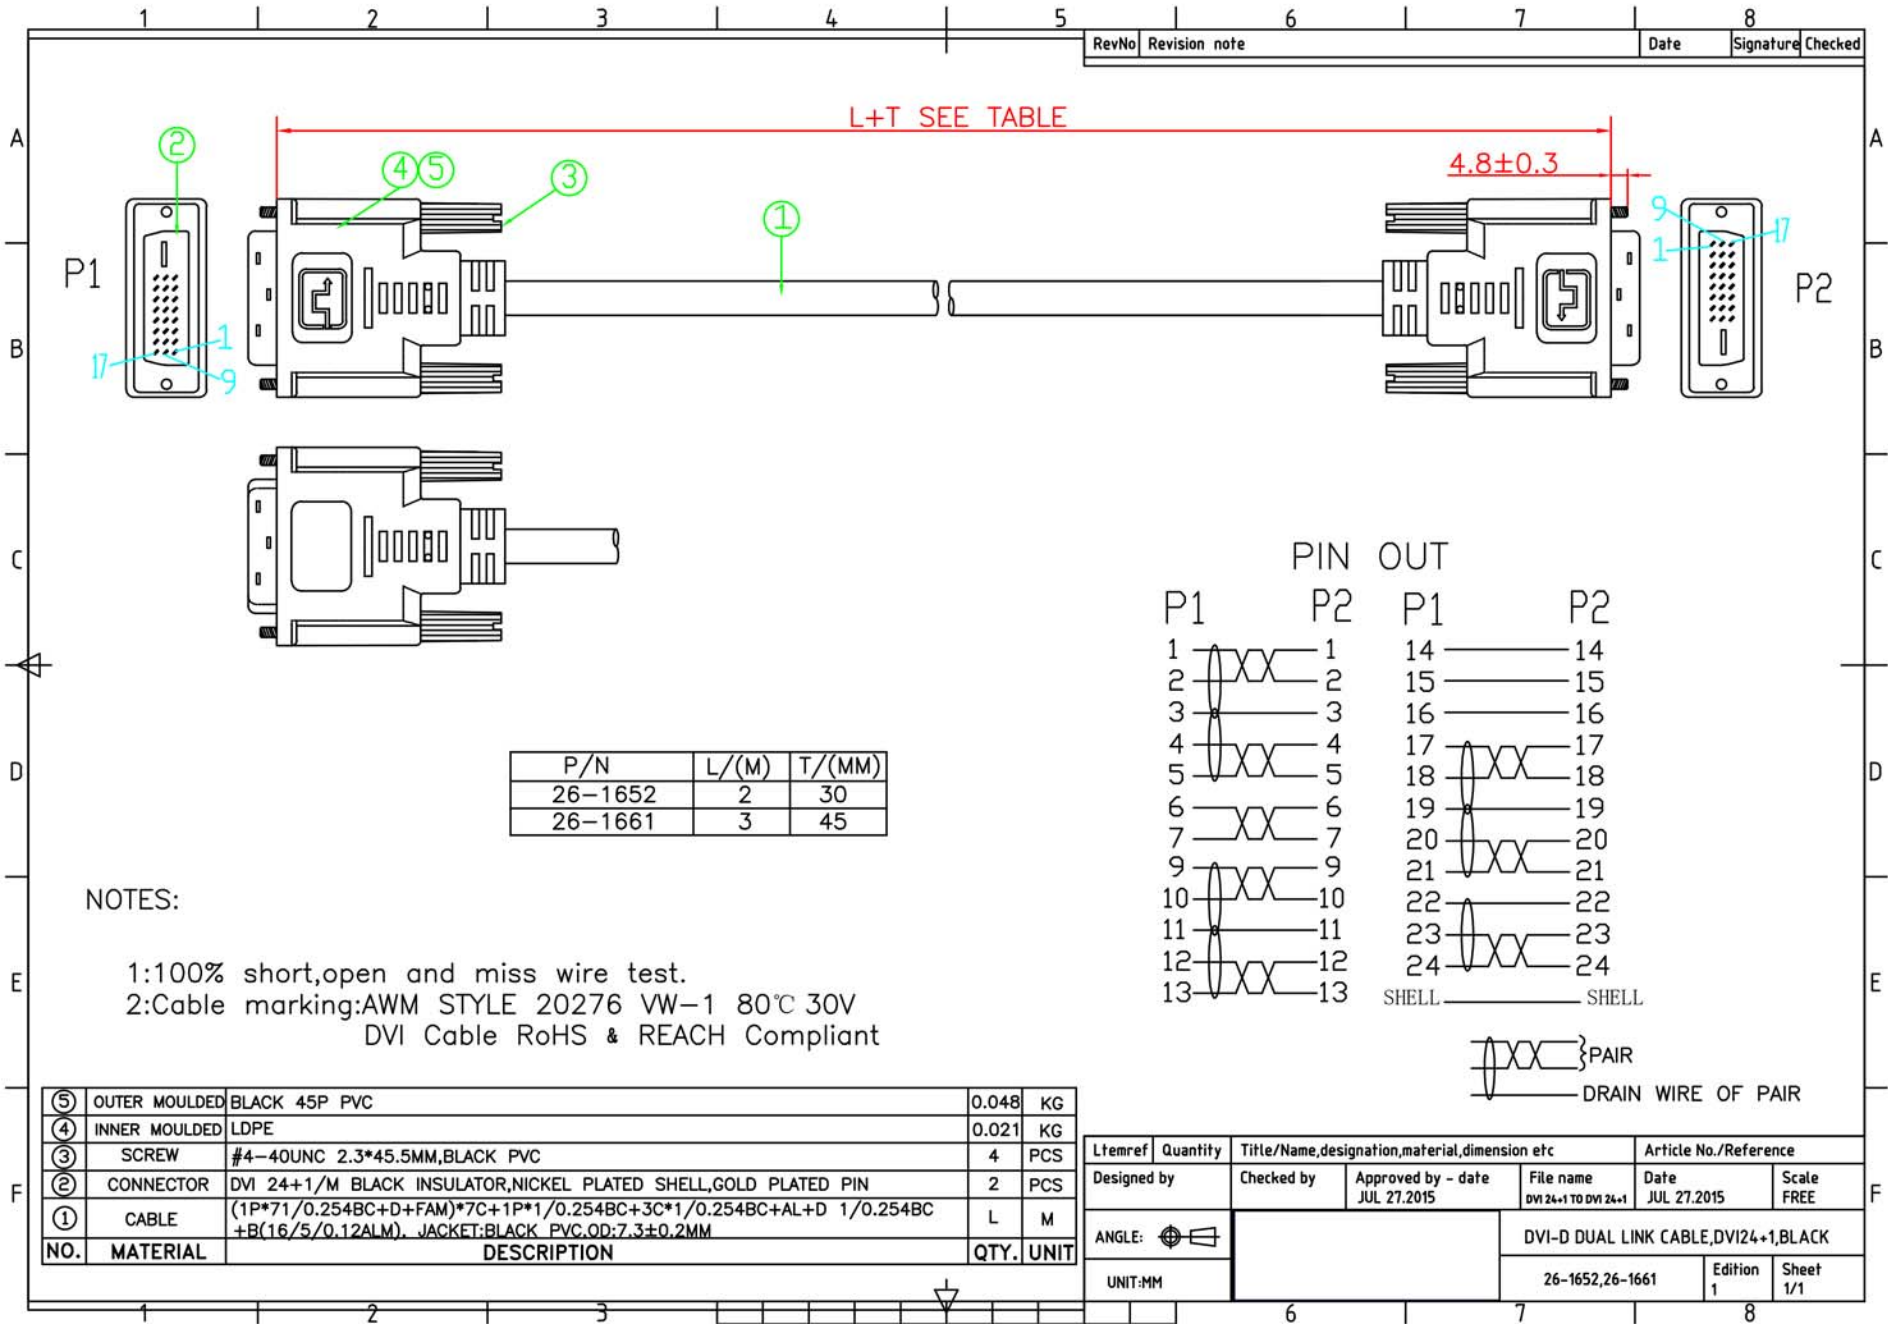 1 2 3 4 5 6 7 8
RevNo Revision note Date Signature Checked
A A
L+T SEE TABLE
4.8±0.3
2
4 5 3
1
P1
17 1
9
9 17
1
P2
B B
C C
PIN OUT
P1 P2 P1 P2
1 1 14 14
2 2 15 15
3 3 16 16
4 4 17 17
5 5 18 18
6 6 19 19
7 7 20 20
9 9 21 21
10 10 22 22
11 11 23 23
12 12 24 24
13 13 SHELL SHELL
PAIR
DRAIN WIRE OF PAIR
D D
P/N L/(M) T/(MM)
26-1652 2 30
26-1661 3 45
NOTES:
1:100% short,open and miss wire test.
2:Cable marking:AWM STYLE 20276 VW-1 80℃ 30V
DVI Cable RoHS & REACH Compliant
E E
5 OUTER MOULDED BLACK 45P PVC 0.048 KG
4 INNER MOULDED LDPE 0.021 KG
3 SCREW #4-40UNC 2.3*45.5MM,BLACK PVC 4 PCS
2 CONNECTOR DVI 24+1/M BLACK INSULATOR,NICKEL PLATED SHELL,GOLD PLATED PIN 2 PCS
1 CABLE (1P*71/0.254BC+D+FAM)*7C+1P*1/0.254BC+3C*1/0.254BC+AL+D 1/0.254BC
+B(16/5/0.12ALM). JACKET:BLACK PVC.OD:7.3±0.2MM L M
NO. MATERIAL DESCRIPTION QTY. UNIT
F F
Ltemref Quantity Title/Name,designation,material,dimension etc Article No./Reference
Designed by Checked by Approved by - date File name Date Scale
JUL 27.2015 DVI 24+1 TO DVI 24+1 JUL 27.2015 FREE
ANGLE: DVI-D DUAL LINK CABLE,DVI24+1,BLACK
UNIT:MM 26-1652,26-1661 Edition Sheet
1 1/1
1 2 3 6 7 8